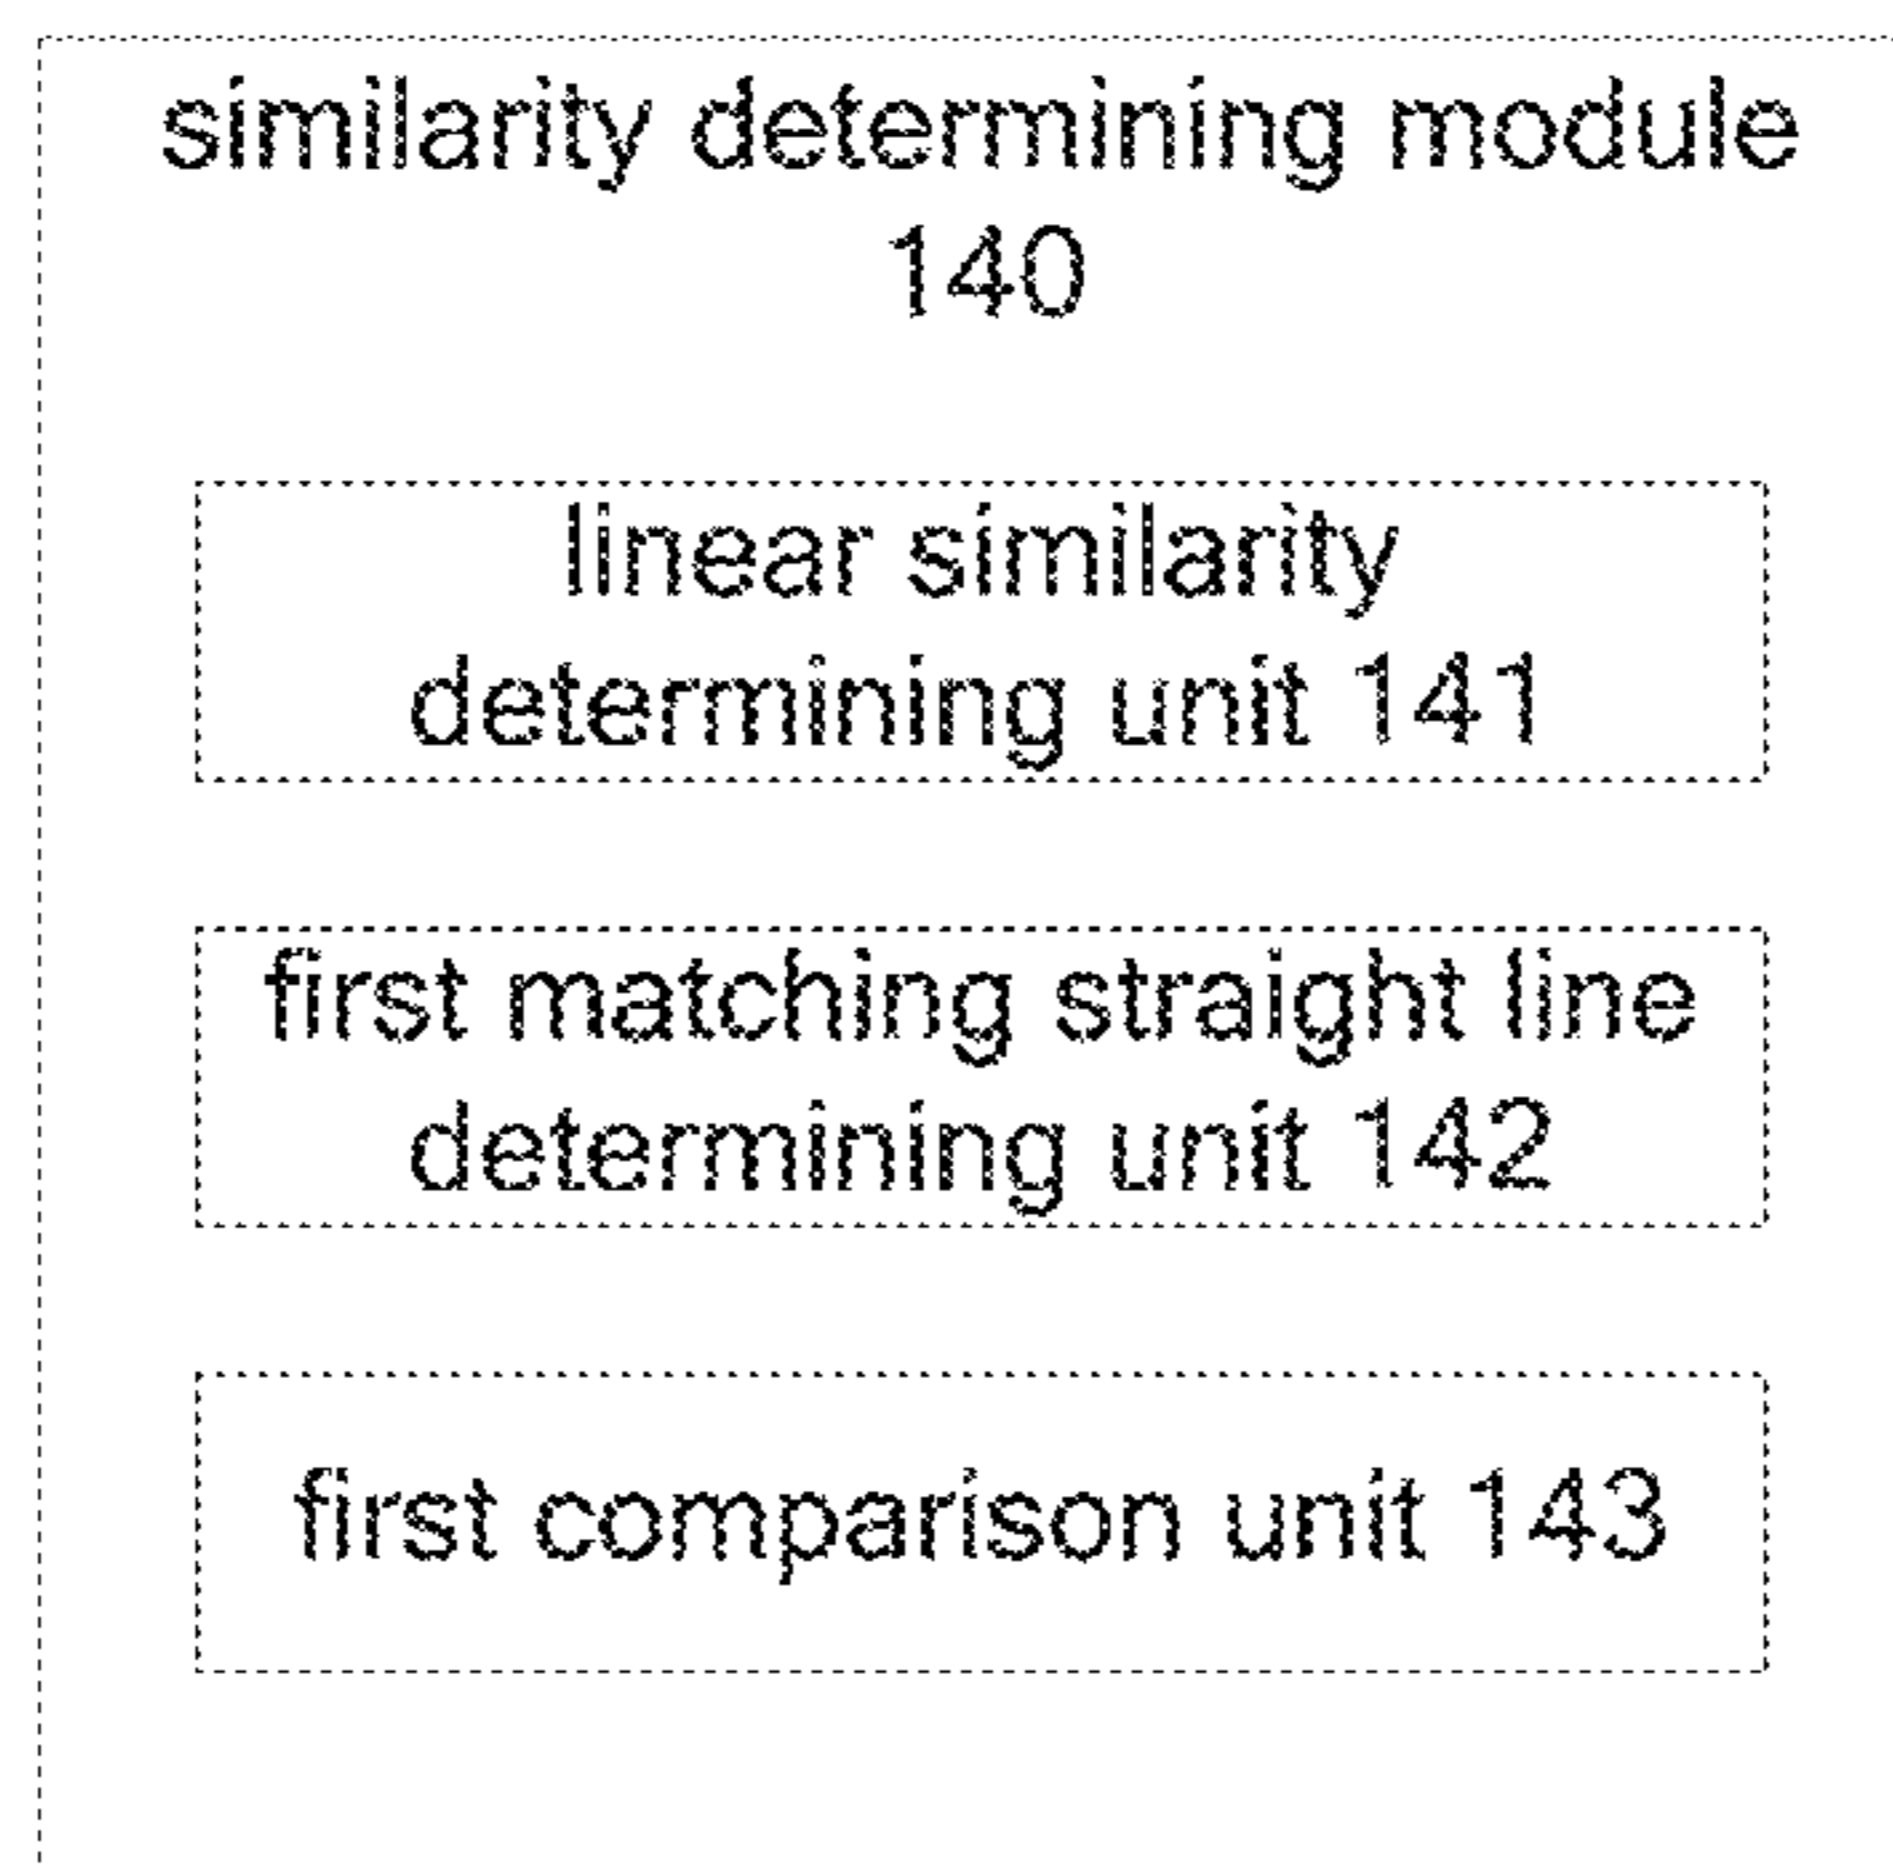 similarity determining module
140
linear similarity
determining unit 141
first matching straight line
determining unit 142
first comparison unit 143